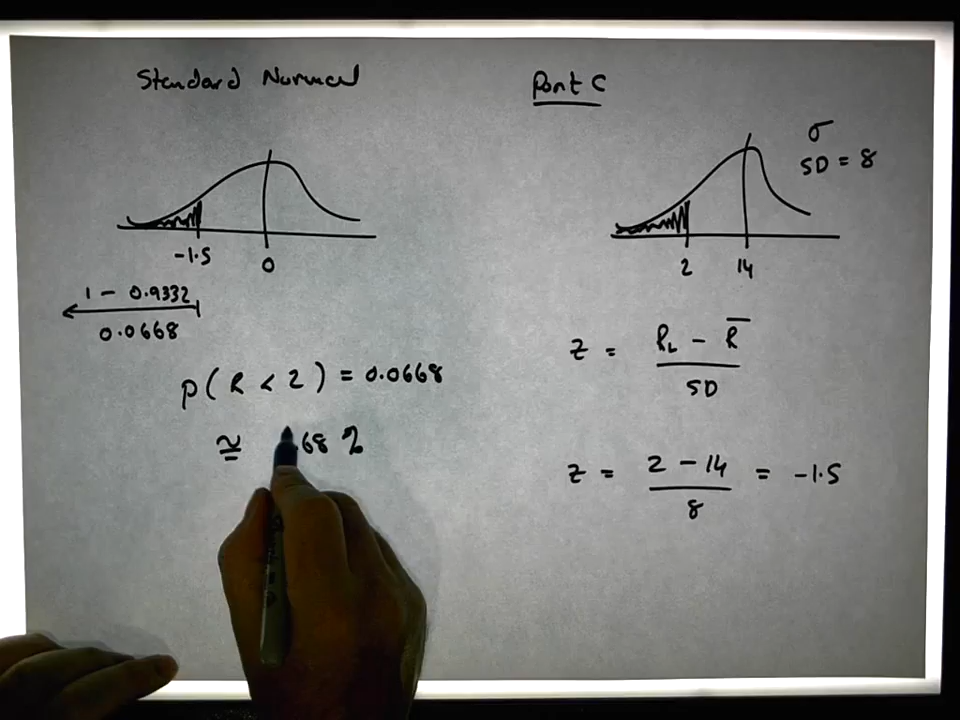 Standard Normal
-1.5 0
1 - 0.9332
0.0668
p(R < 2) = 0.0668
≅ 68 %
Part C
σ
SD = 8
2 14
Z = (R_L - R̅) / SD
Z = (2 - 14) / 8 = -1.5